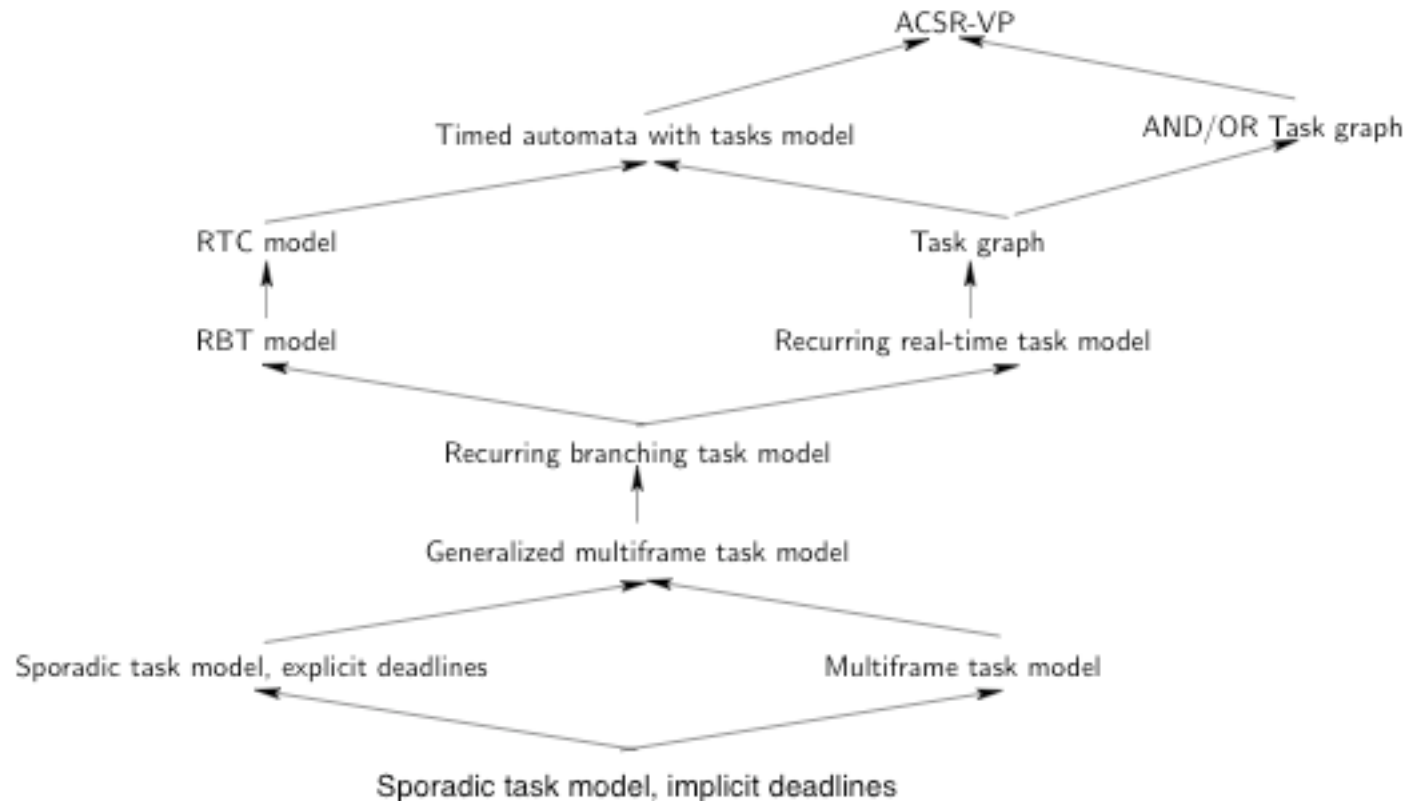 ACSR-VP
Timed automata with tasks model
AND/OR Task graph
RTC model
Task graph
RBT model
Recurring real-time task model
Recurring branching task model
Generalized multiframe task model
Sporadic task model, explicit deadlines
Multiframe task model
Sporadic task model, implicit deadlines